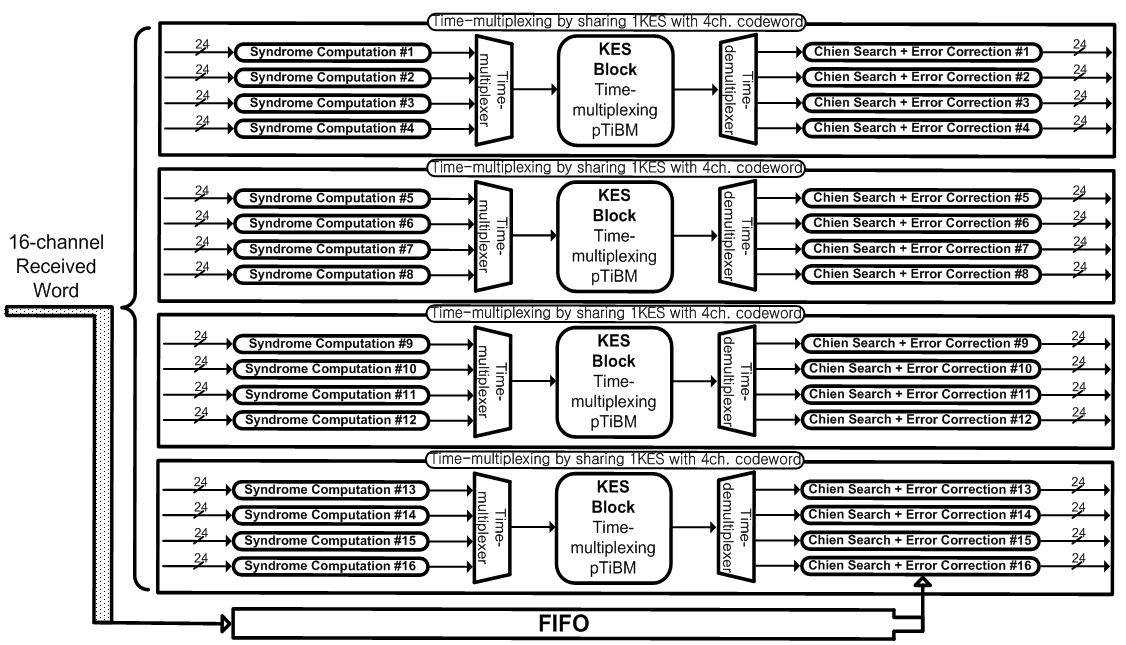 Time-multiplexing by sharing 1KES with 4ch. codeword
24 Syndrome Computation #1
24 Syndrome Computation #2
24 Syndrome Computation #3
24 Syndrome Computation #4
Time-
multiplexer
KES
Block
Time-
multiplexing
pTiBM
Time-
demultiplexer
Chien Search + Error Correction #1 24
Chien Search + Error Correction #2 24
Chien Search + Error Correction #3 24
Chien Search + Error Correction #4 24
Time-multiplexing by sharing 1KES with 4ch. codeword
24 Syndrome Computation #5
24 Syndrome Computation #6
24 Syndrome Computation #7
24 Syndrome Computation #8
Time-
multiplexer
KES
Block
Time-
multiplexing
pTiBM
Time-
demultiplexer
Chien Search + Error Correction #5 24
Chien Search + Error Correction #6 24
Chien Search + Error Correction #7 24
Chien Search + Error Correction #8 24
16-channel
Received
Word
Time-multiplexing by sharing 1KES with 4ch. codeword
24 Syndrome Computation #9
24 Syndrome Computation #10
24 Syndrome Computation #11
24 Syndrome Computation #12
Time-
multiplexer
KES
Block
Time-
multiplexing
pTiBM
Time-
demultiplexer
Chien Search + Error Correction #9 24
Chien Search + Error Correction #10 24
Chien Search + Error Correction #11 24
Chien Search + Error Correction #12 24
Time-multiplexing by sharing 1KES with 4ch. codeword
24 Syndrome Computation #13
24 Syndrome Computation #14
24 Syndrome Computation #15
24 Syndrome Computation #16
Time-
multiplexer
KES
Block
Time-
multiplexing
pTiBM
Time-
demultiplexer
Chien Search + Error Correction #13 24
Chien Search + Error Correction #14 24
Chien Search + Error Correction #15 24
Chien Search + Error Correction #16 24
FIFO